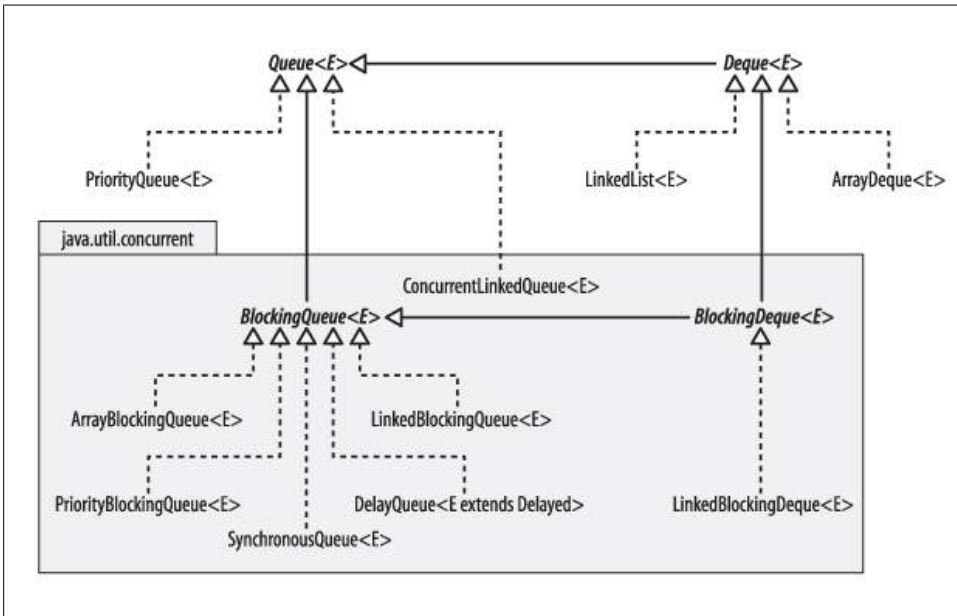 Queue<E>
Deque<E>
PriorityQueue<E>
LinkedList<E>
ArrayDeque<E>
java.util.concurrent
ConcurrentLinkedQueue<E>
BlockingQueue<E>
BlockingDeque<E>
ArrayBlockingQueue<E>
LinkedBlockingQueue<E>
PriorityBlockingQueue<E>
DelayQueue<E extends Delayed>
LinkedBlockingDeque<E>
SynchronousQueue<E>